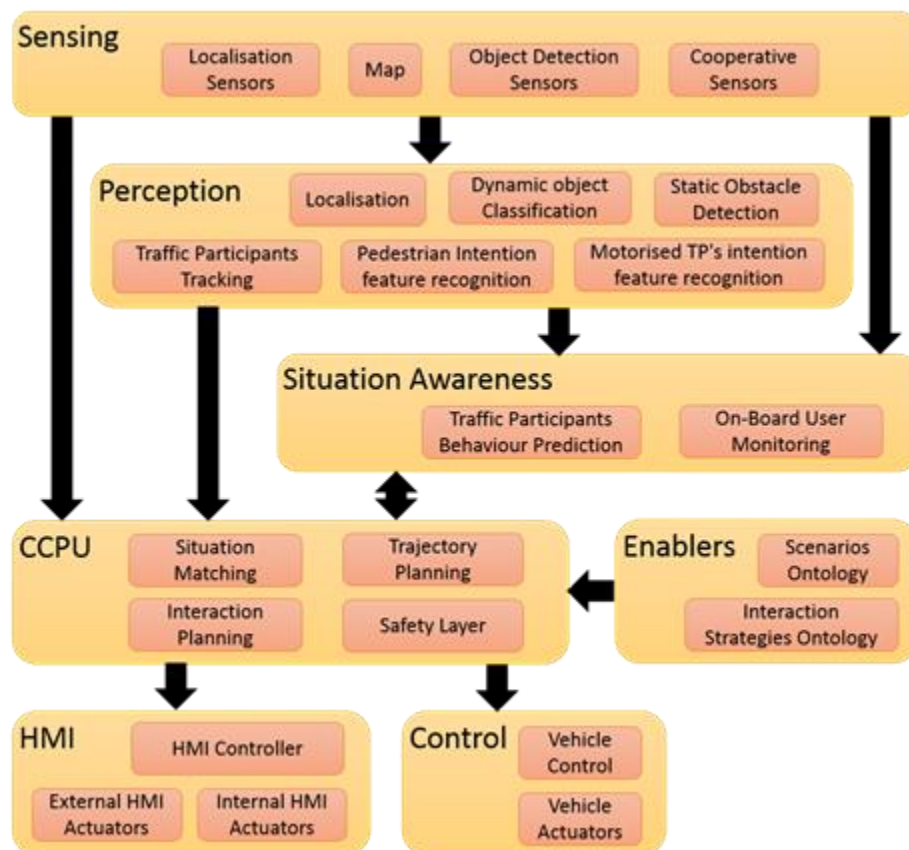 Sensing
Localisation
Sensors
Map
Object Detection
Sensors
Cooperative
Sensors
Perception
Localisation
Dynamic object
Classification
Static Obstacle
Detection
Traffic Participants
Tracking
Pedestrian Intention
feature recognition
Motorised TP's intention
feature recognition
Situation Awareness
Traffic Participants
Behaviour Prediction
On-Board User
Monitoring
CCPU
Situation
Matching
Trajectory
Planning
Interaction
Planning
Safety Layer
Enablers
Scenarios
Ontology
Interaction
Strategies Ontology
HMI
HMI Controller
External HMI
Actuators
Internal HMI
Actuators
Control
Vehicle
Control
Vehicle
Actuators